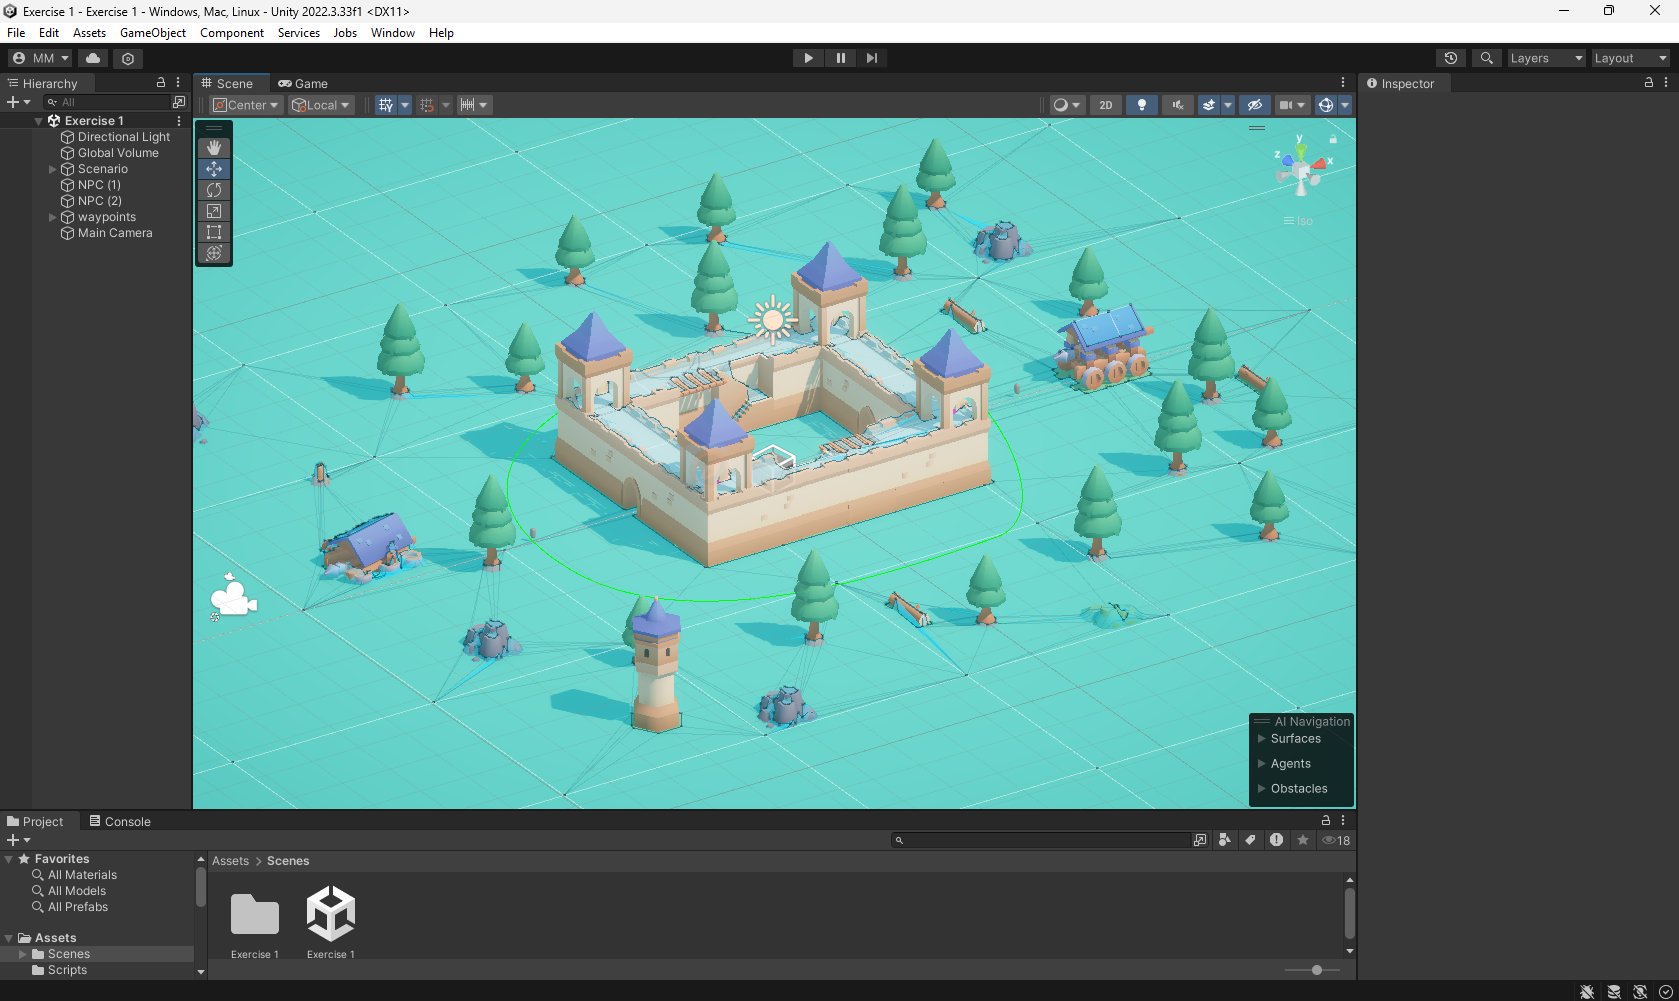 Exercise 1 - Exercise 1 - Windows, Mac, Linux - Unity 2022.3.33f1 <DX11>
File Edit Assets GameObject Component Services Jobs Window Help
MM Layers Layout
Hierarchy
All
Exercise 1
Directional Light
Global Volume
Scenario
NPC (1)
NPC (2)
waypoints
Main Camera
Scene Game
Center Local 2D
y
z x
Iso
AI Navigation
Surfaces
Agents
Obstacles
Inspector
Project Console
18
Favorites
All Materials
All Models
All Prefabs
Assets
Scenes
Scripts
Assets > Scenes
Exercise 1 Exercise 1